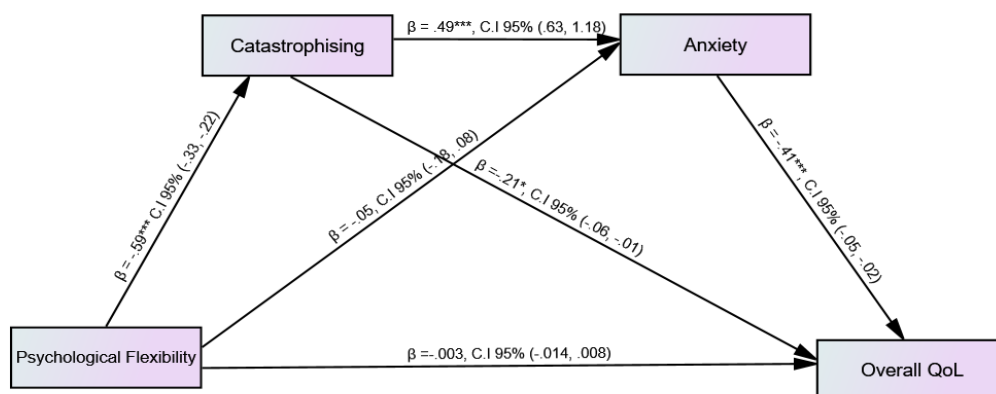 β = .49***, C.I 95% (.63, 1.18)
Catastrophising
Anxiety
β = -.59*** C.I 95% (-.33, -.22)
β = -.05, C.I 95% (-.18, .08)
β =-.21*, C.I 95% (-.06, -.01)
β = -.41***, C.I 95% (-.05, -.02)
Psychological Flexibility
β =-.003, C.I 95% (-.014, .008)
Overall QoL